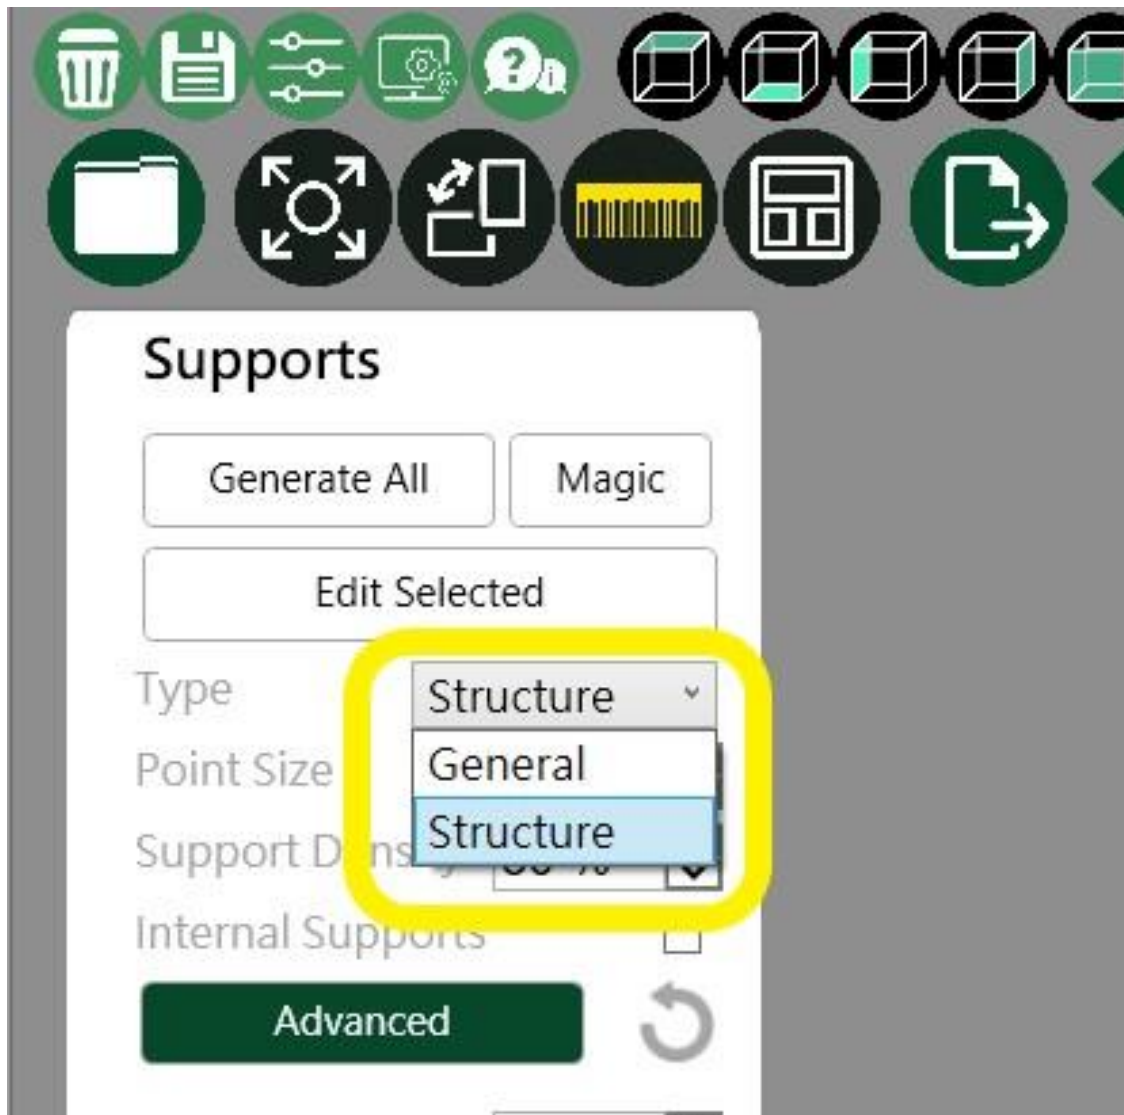 Supports
Generate All
Magic
Edit Selected
Type
Structure
General
Structure
Point Size
Support
Internal Supports
Advanced